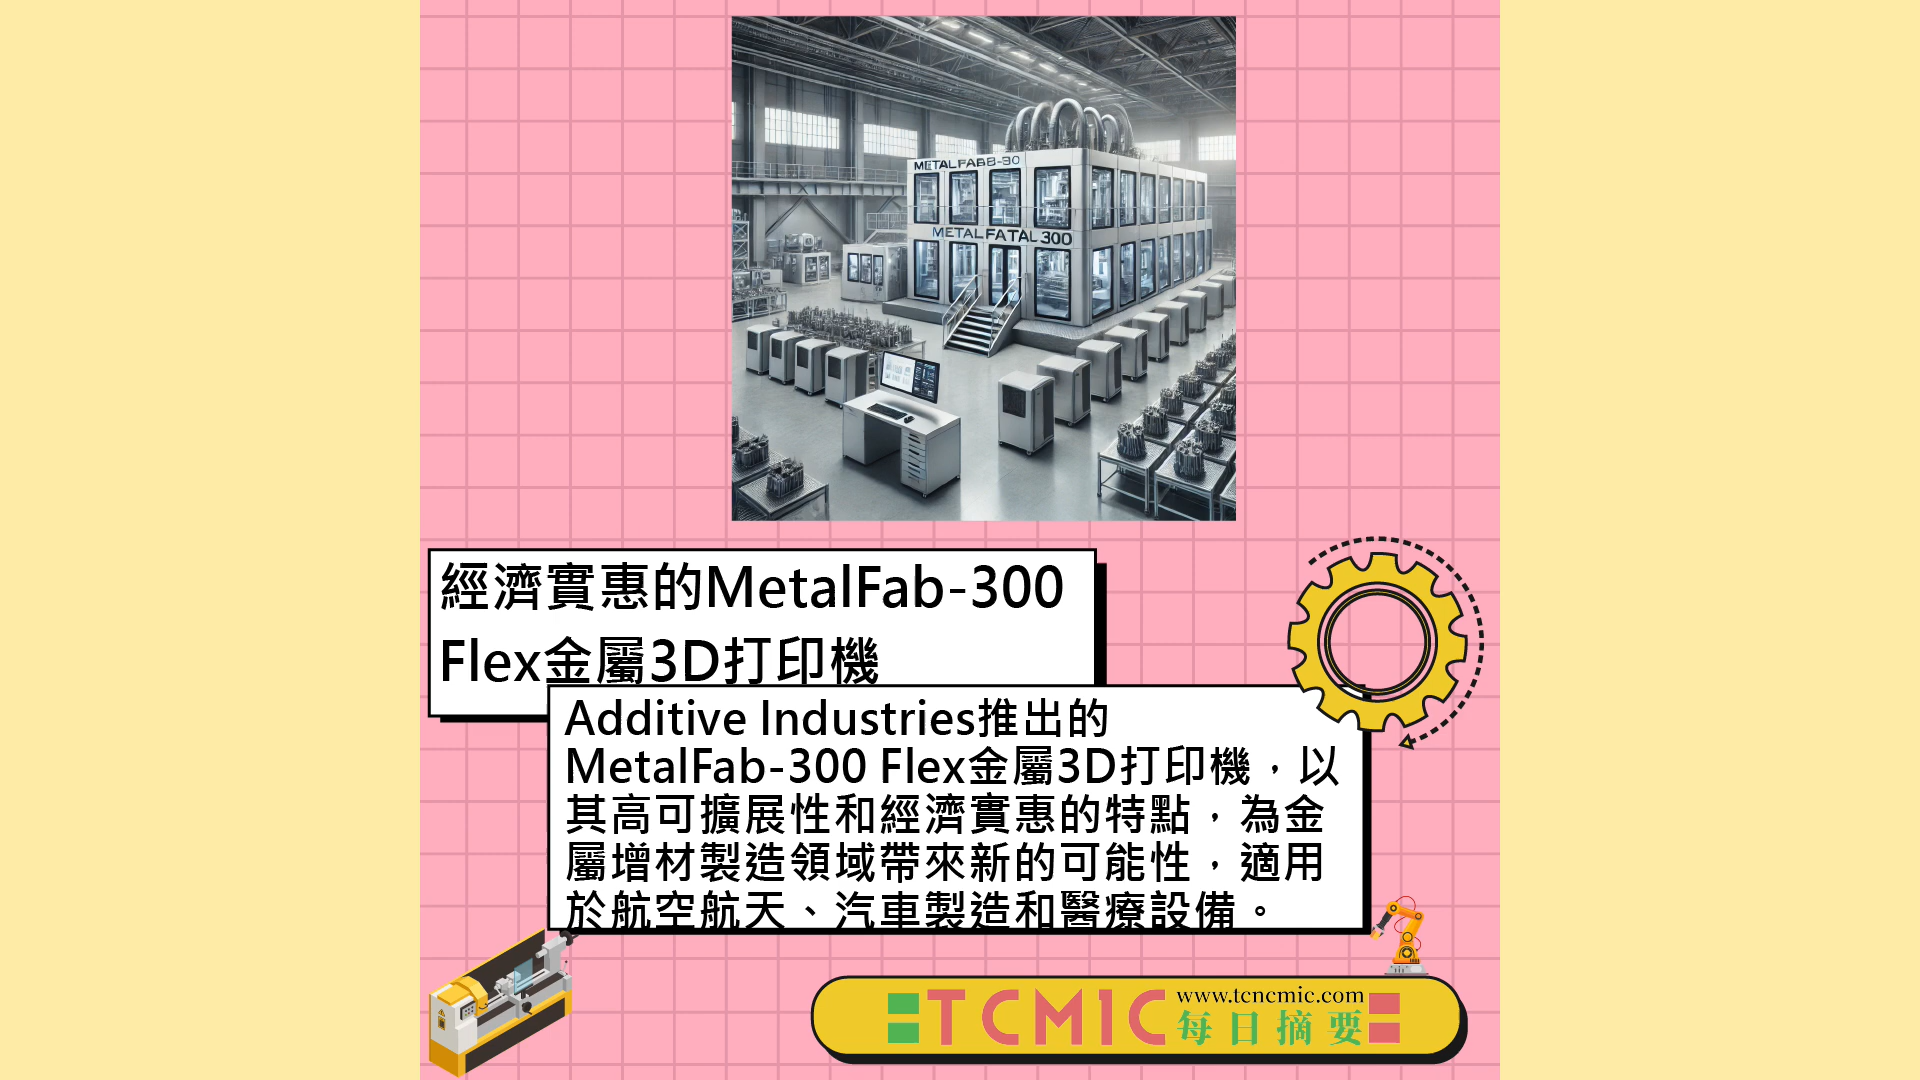 METALFABB-30
METALFATAL300
經濟實惠的MetalFab-300
Flex金屬3D打印機
Additive Industries推出的
MetalFab-300 Flex金屬3D打印機，以
其高可擴展性和經濟實惠的特點，為金
屬增材製造領域帶來新的可能性，適用
於航空航天、汽車製造和醫療設備。
TCMIC
www.tcncmic.com
每日摘要